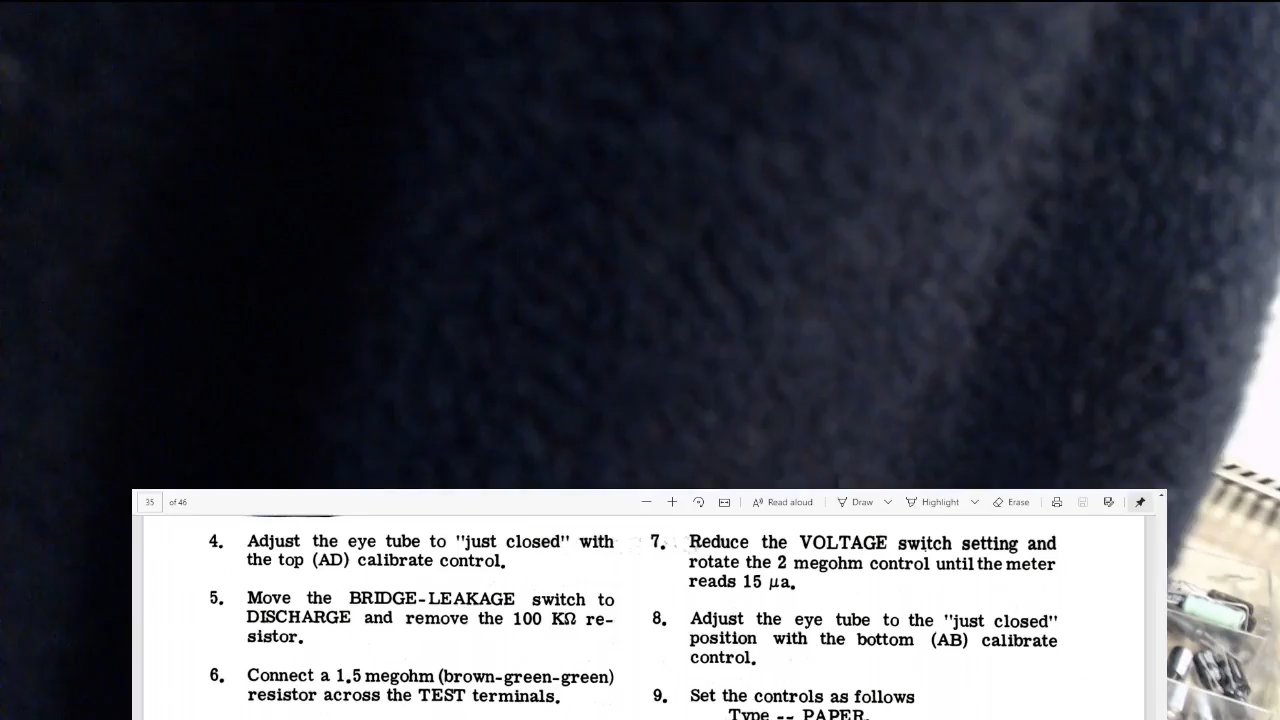 35 of 46
Read aloud
Draw
Highlight
Erase
4. Adjust the eye tube to "just closed" with
the top (AD) calibrate control.
5. Move the BRIDGE-LEAKAGE switch to
DISCHARGE and remove the 100 KΩ re-
sistor.
6. Connect a 1.5 megohm (brown-green-green)
resistor across the TEST terminals.
7. Reduce the VOLTAGE switch setting and
rotate the 2 megohm control until the meter
reads 15 μa.
8. Adjust the eye tube to the "just closed"
position with the bottom (AB) calibrate
control.
9. Set the controls as follows
Type -- PAPER.